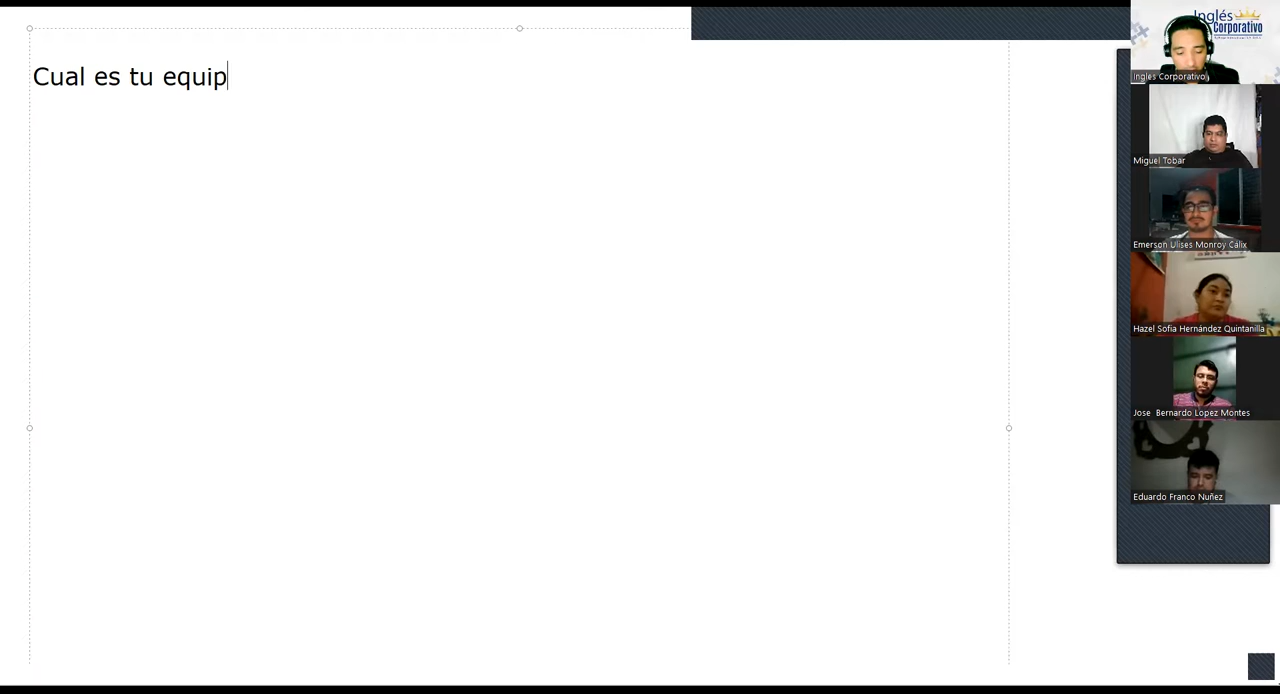 Cual es tu equip
Inglés
Corporativo
Ingles Corporativo
Miguel Tobar
Emerson Ulises Monroy Cálix
Hazel Sofia Hernández Quintanilla
Jose Bernardo Lopez Montes
Eduardo Franco Nuñez